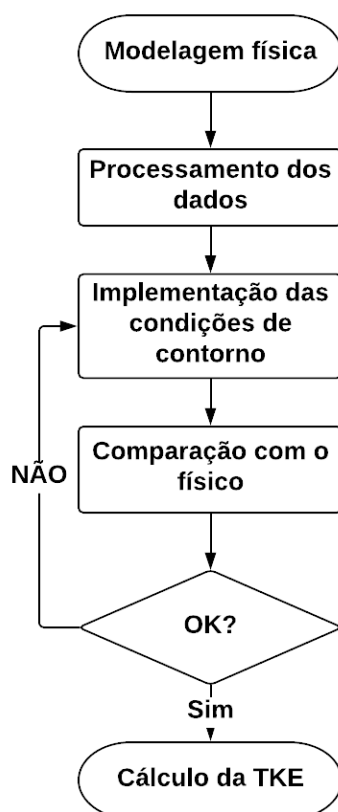 Modelagem física
Processamento dos
dados
Implementação das
condições de
contorno
Comparação com o
físico
NÃO
OK?
Sim
Cálculo da TKE